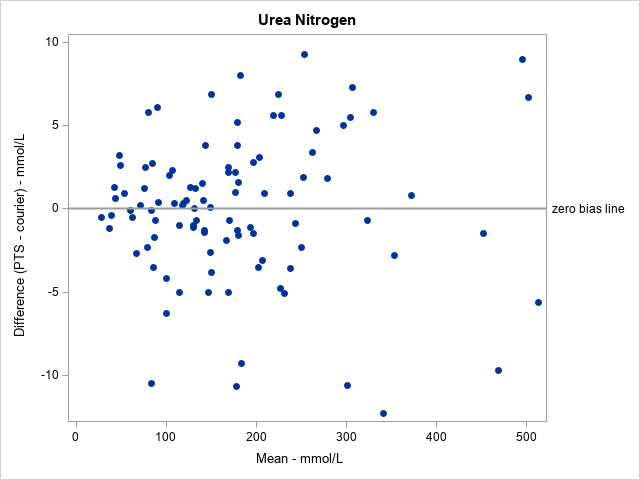 Urea Nitrogen
Difference (PTS - courier) - mmol/L
10
5
0
-5
-10
zero bias line
0
100
200
300
400
500
Mean - mmol/L